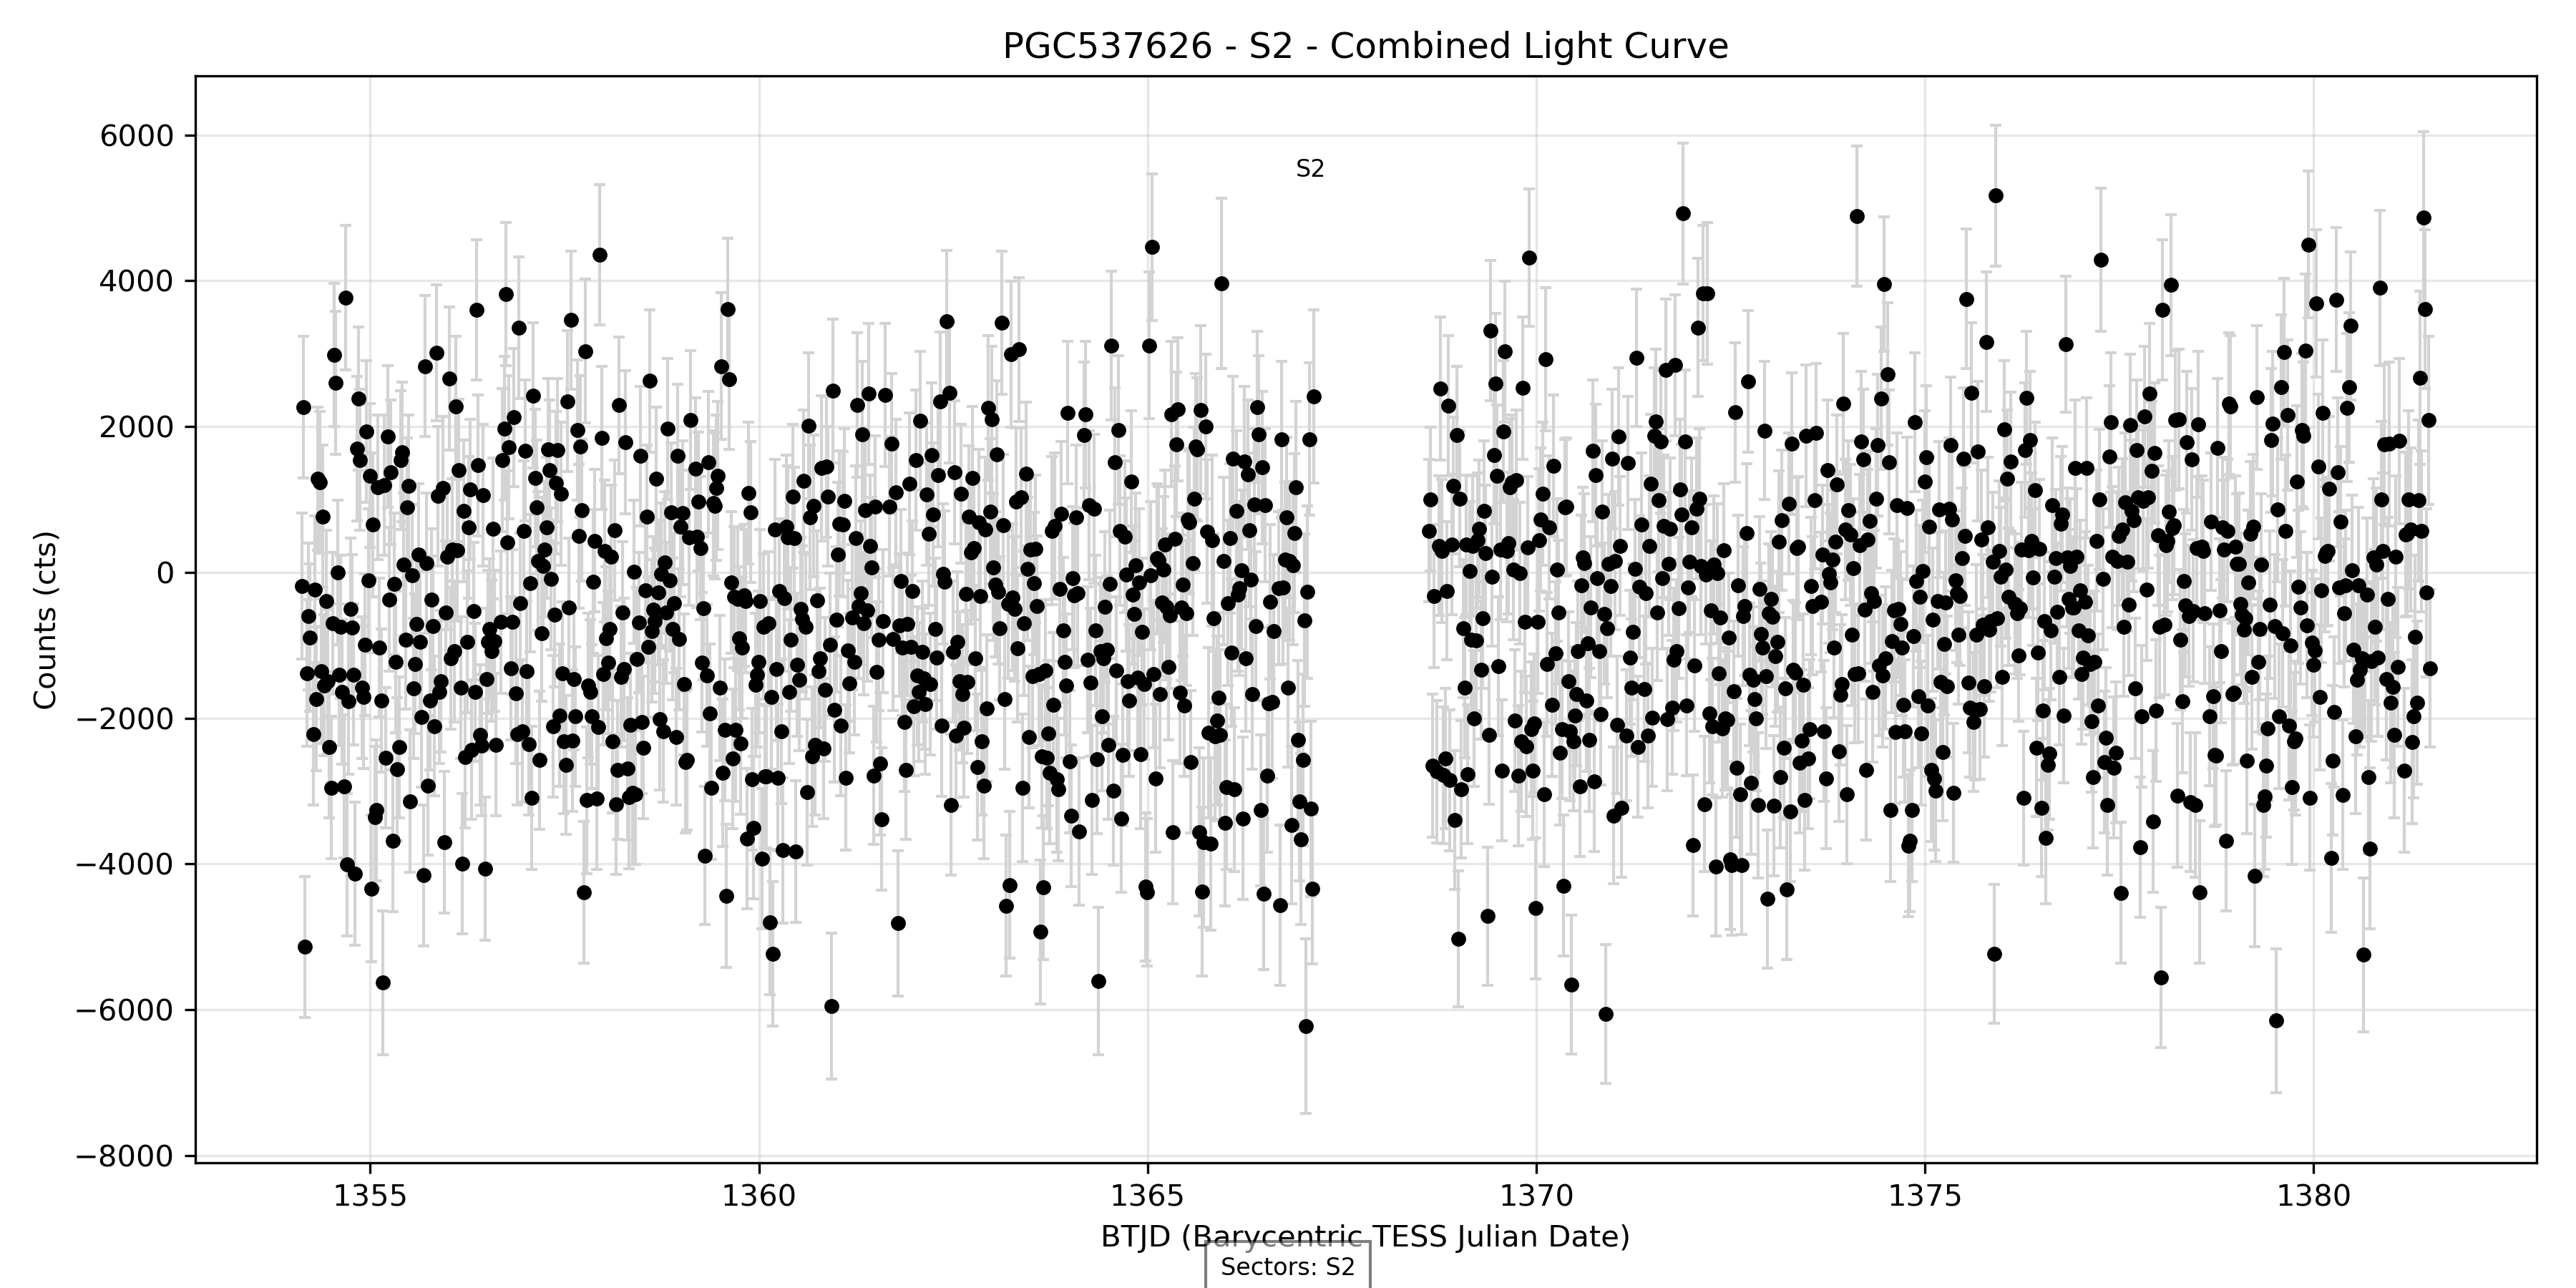 PGC537626 - S2 - Combined Light Curve
6000
4000
2000
0
−2000
−4000
−6000
−8000
Counts (cts)
S2
1355 1360 1365 1370 1375 1380
BTJD (Barycentric TESS Julian Date)
Sectors: S2